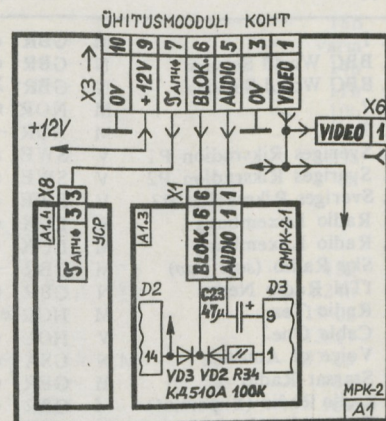 ÜHITUSMOODULI KOHT
X3
10 0V
9 +12V
7 ҀАПЧФ
6 BLOK.
5 AUDIO
3 0V
1 VIDEO
X6
VIDEO 1
+12V
X8
A1.4
3 ҀАПЧФ 3
УСР
X1
A1.3
6 BLOK. 6
1 AUDIO 1
СМРК-2-1
D2
C23
47µ
D3
9
14
1
VD3 VD2 R34
КД510А 100K
МРК-2
A1